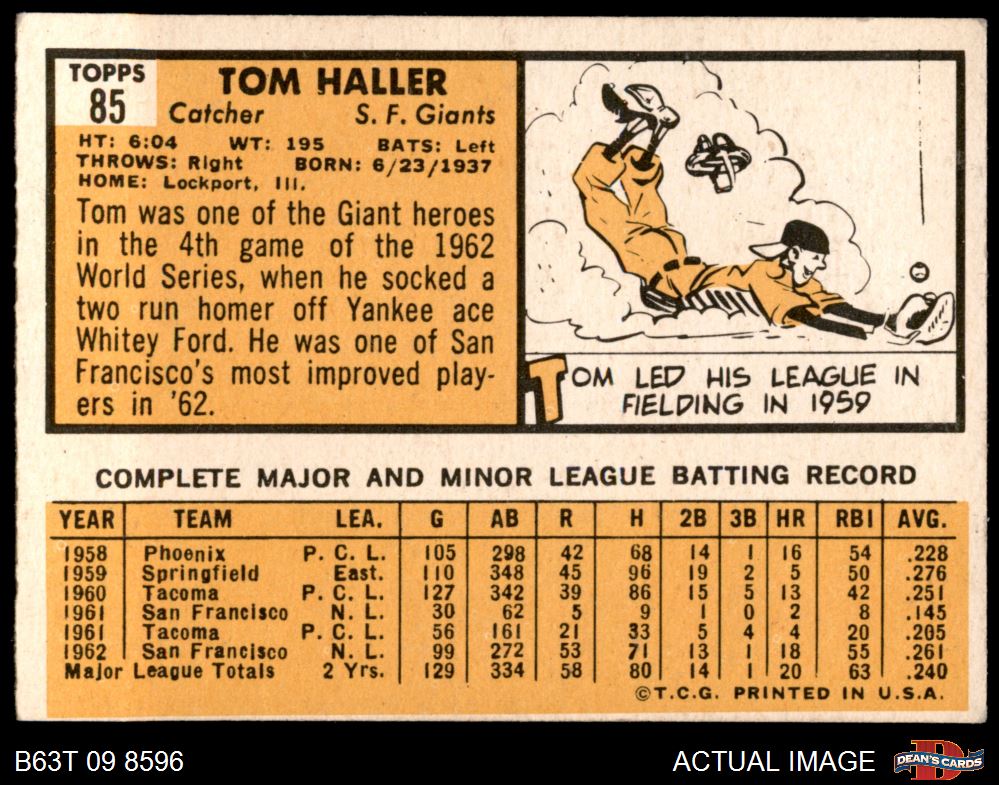 TOPPS
85
TOM HALLER
Catcher S. F. Giants
HT: 6:04 WT: 195 BATS: Left
THROWS: Right BORN: 6/23/1937
HOME: Lockport, Ill.
Tom was one of the Giant heroes
in the 4th game of the 1962
World Series, when he socked a
two run homer off Yankee ace
Whitey Ford. He was one of San
Francisco's most improved play-
ers in '62.
TOM LED HIS LEAGUE IN
FIELDING IN 1959
COMPLETE MAJOR AND MINOR LEAGUE BATTING RECORD
YEAR TEAM LEA. G AB R H 2B 3B HR RBI AVG.
1958 Phoenix P. C. L. 105 298 42 68 14 1 16 54 .228
1959 Springfield East. 110 348 45 96 19 2 5 50 .276
1960 Tacoma P. C. L. 127 342 39 86 15 5 13 42 .251
1961 San Francisco N. L. 30 62 5 9 1 0 2 8 .145
1961 Tacoma P. C. L. 56 161 21 33 5 4 4 20 .205
1962 San Francisco N. L. 99 272 53 71 13 1 18 55 .261
Major League Totals 2 Yrs. 129 334 58 80 14 1 20 63 .240
©T.C.G. PRINTED IN U.S.A.
B63T 09 8596 ACTUAL IMAGE
D
DEAN'S CARDS